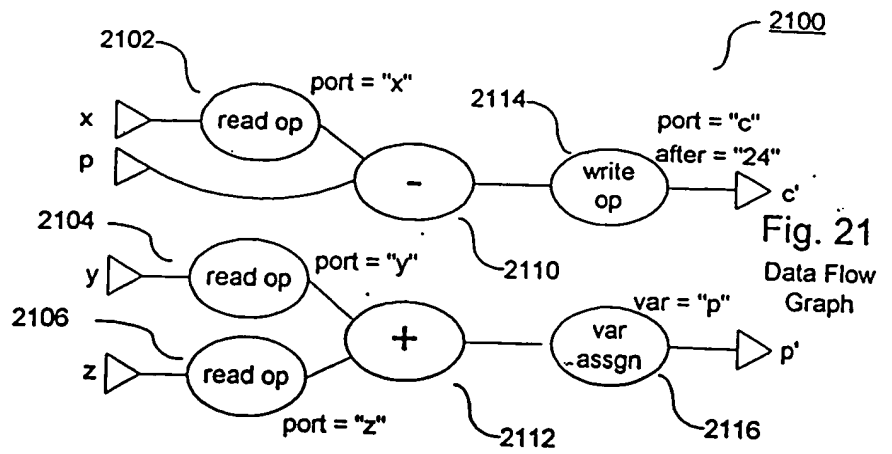 2100
2102
port = "x"
x
read op
2114
port = "c"
after = "24"
p
-
write
op
c'
Fig. 21
Data Flow
Graph
2104
2110
port = "y"
y
read op
var = "p"
2106
+
var
assgn
p'
z
read op
port = "z"
2112
2116